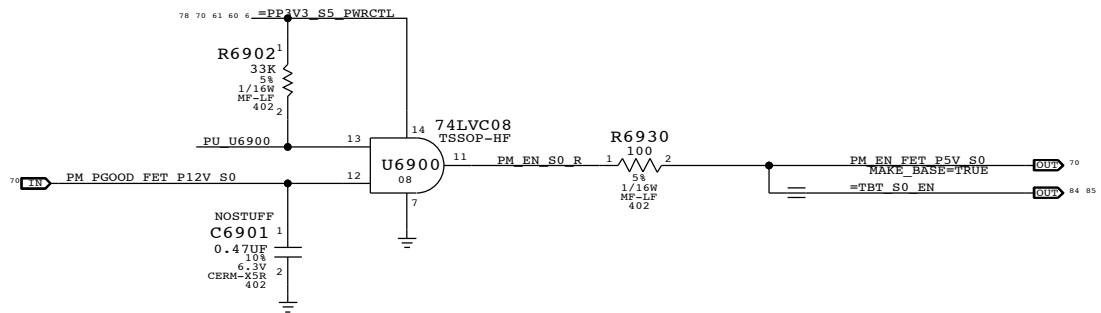 78 70 61 60 6 =PP3V3_S5_PWRCTL
R6902
1
33K
5%
1/16W
MF-LF
402
2
PU_U6900
13
14
74LVC08
TSSOP-HF
U6900
08
11
PM_EN_S0_R
R6930
1
100
2
5%
1/16W
MF-LF
402
PM_EN_FET_P5V_S0
OUT
70
MAKE_BASE=TRUE
=TBT_S0_EN
OUT
84 85
70
IN
PM_PGOOD_FET_P12V_S0
12
7
NOSTUFF
C6901
1
0.47UF
10%
6.3V
CERM-X5R
402
2